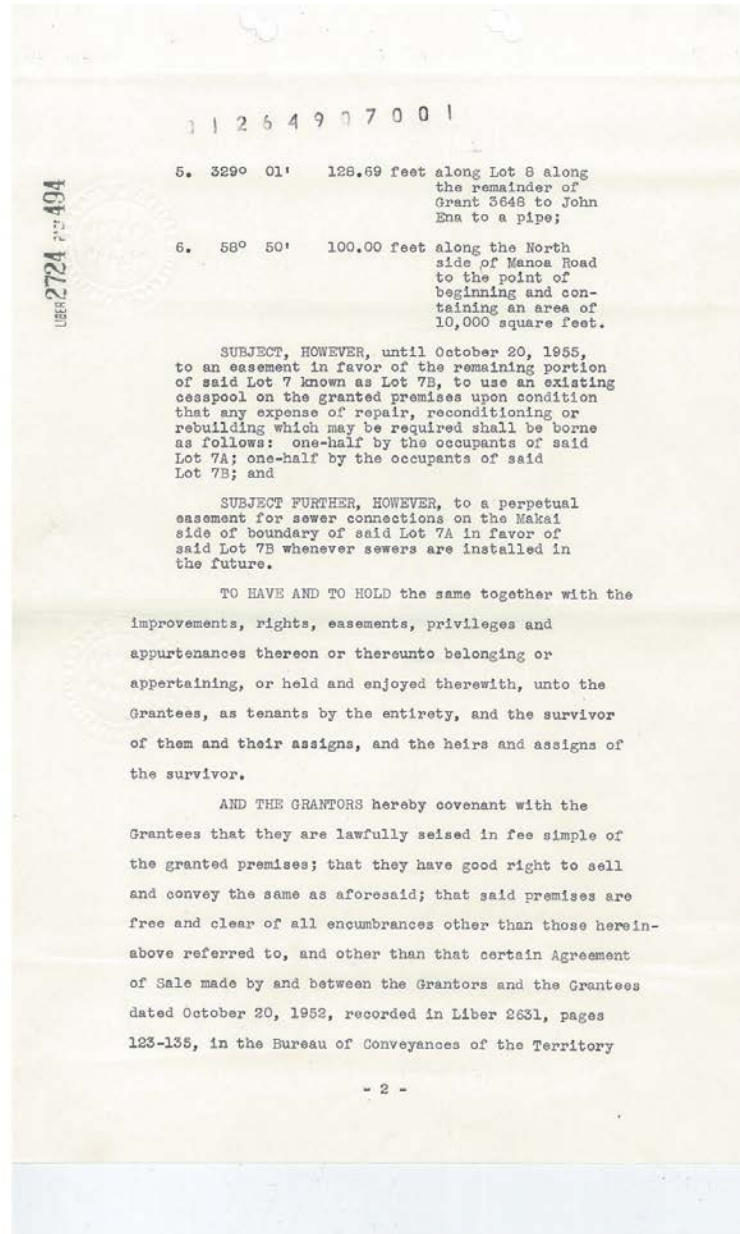 11264907001
LIBER 2724 PG 494
5. 329° 01' 128.69 feet along Lot 8 along
the remainder of
Grant 3648 to John
Ena to a pipe;
6. 58° 50' 100.00 feet along the North
side of Manoa Road
to the point of
beginning and con-
taining an area of
10,000 square feet.
SUBJECT, HOWEVER, until October 20, 1955,
to an easement in favor of the remaining portion
of said Lot 7 known as Lot 7B, to use an existing
cesspool on the granted premises upon condition
that any expense of repair, reconditioning or
rebuilding which may be required shall be borne
as follows: one-half by the occupants of said
Lot 7A; one-half by the occupants of said
Lot 7B; and
SUBJECT FURTHER, HOWEVER, to a perpetual
easement for sewer connections on the Makai
side of boundary of said Lot 7A in favor of
said Lot 7B whenever sewers are installed in
the future.
TO HAVE AND TO HOLD the same together with the
improvements, rights, easements, privileges and
appurtenances thereon or thereunto belonging or
appertaining, or held and enjoyed therewith, unto the
Grantees, as tenants by the entirety, and the survivor
of them and their assigns, and the heirs and assigns of
the survivor.
AND THE GRANTORS hereby covenant with the
Grantees that they are lawfully seised in fee simple of
the granted premises; that they have good right to sell
and convey the same as aforesaid; that said premises are
free and clear of all encumbrances other than those herein-
above referred to, and other than that certain Agreement
of Sale made by and between the Grantors and the Grantees
dated October 20, 1952, recorded in Liber 2631, pages
123-135, in the Bureau of Conveyances of the Territory
- 2 -